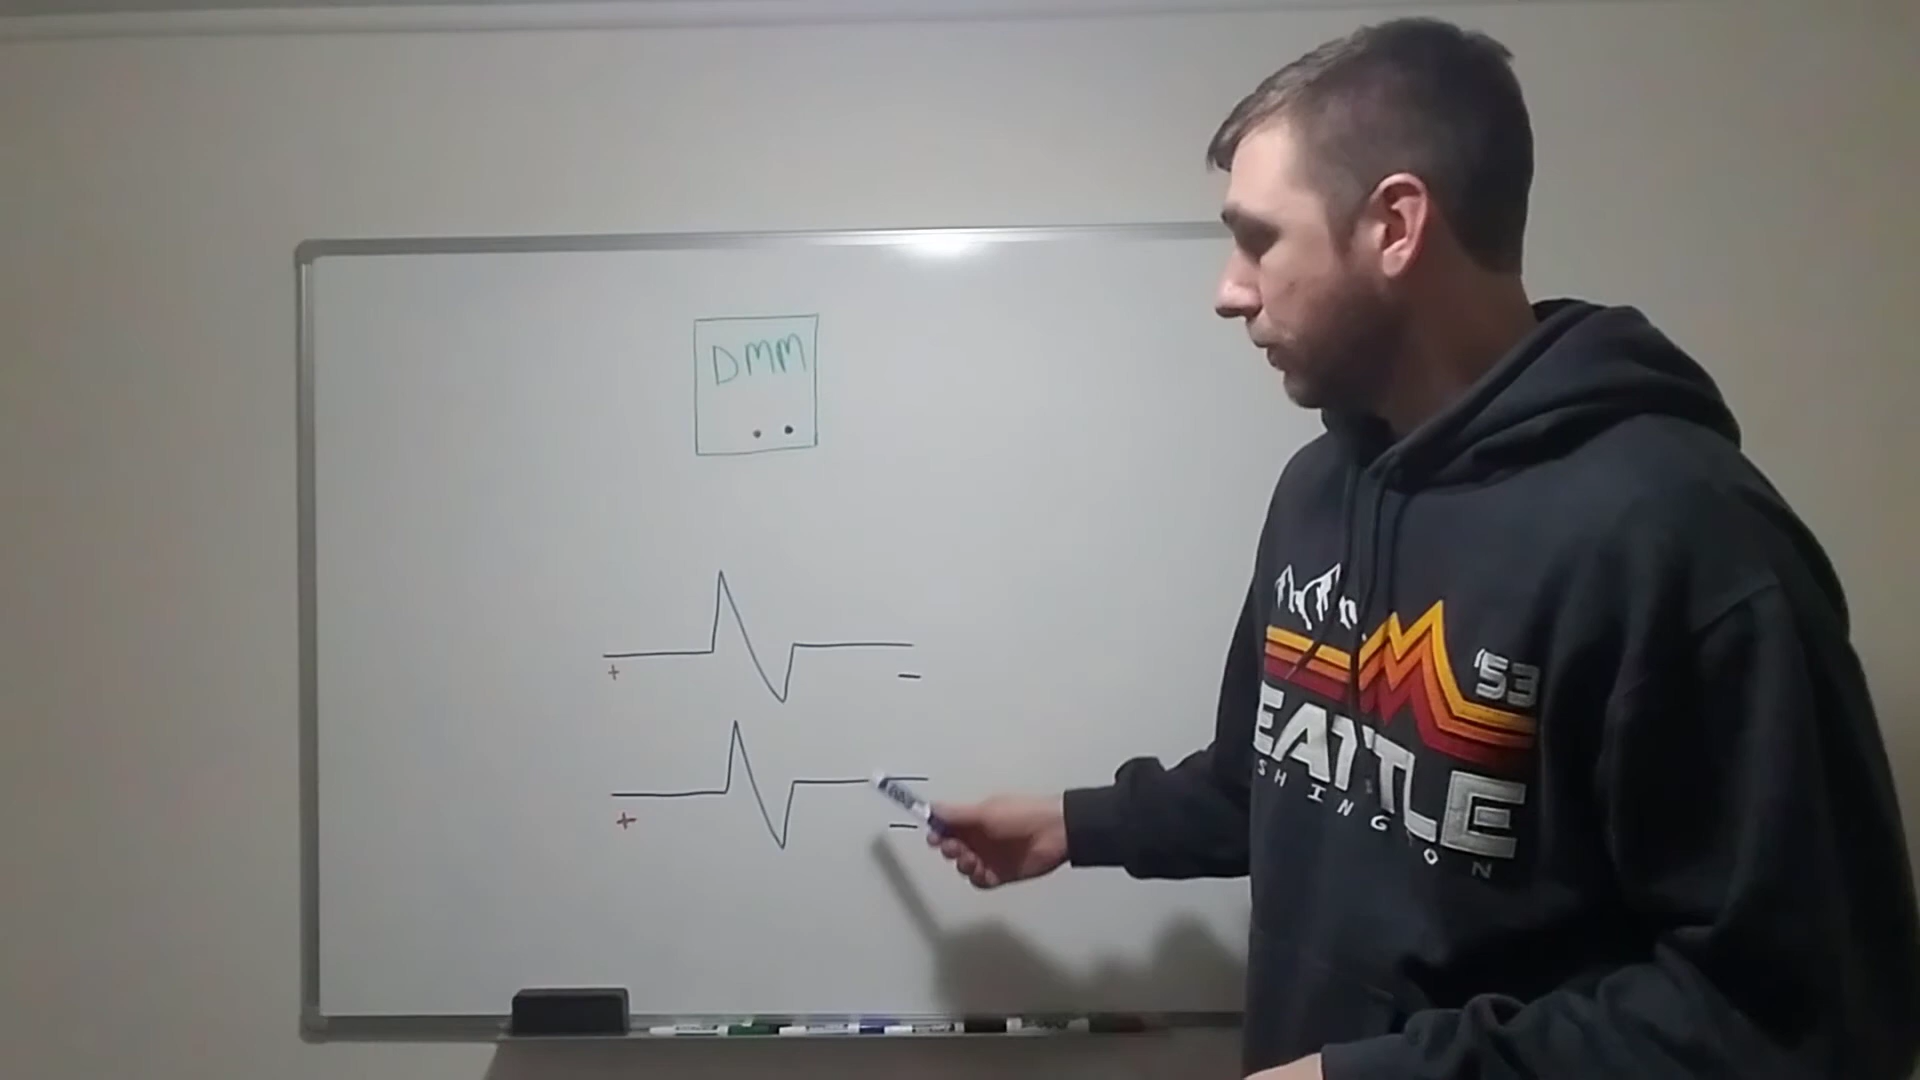 DMM
+ −
+ −
'53
EATTLE
SHINGTON